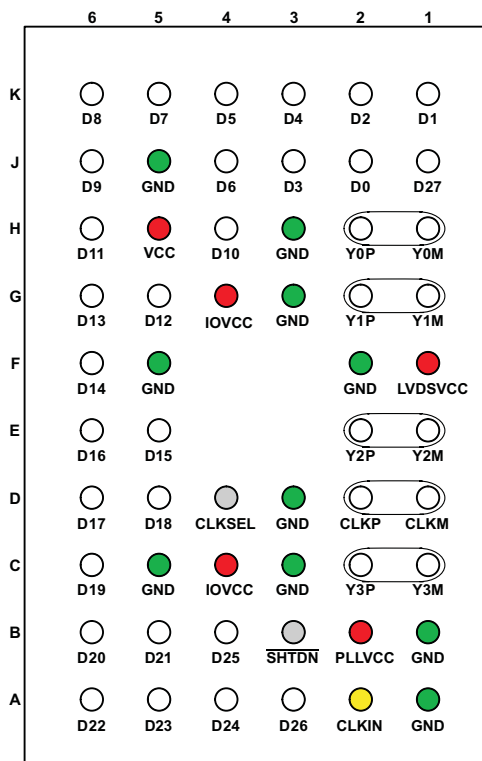 6 5 4 3 2 1
K
D8 D7 D5 D4 D2 D1
J
D9 GND D6 D3 D0 D27
H
D11 VCC D10 GND Y0P Y0M
G
D13 D12 IOVCC GND Y1P Y1M
F
D14 GND GND LVDSVCC
E
D16 D15 Y2P Y2M
D
D17 D18 CLKSEL GND CLKP CLKM
C
D19 GND IOVCC GND Y3P Y3M
B
D20 D21 D25 SHTDN PLLVCC GND
A
D22 D23 D24 D26 CLKIN GND